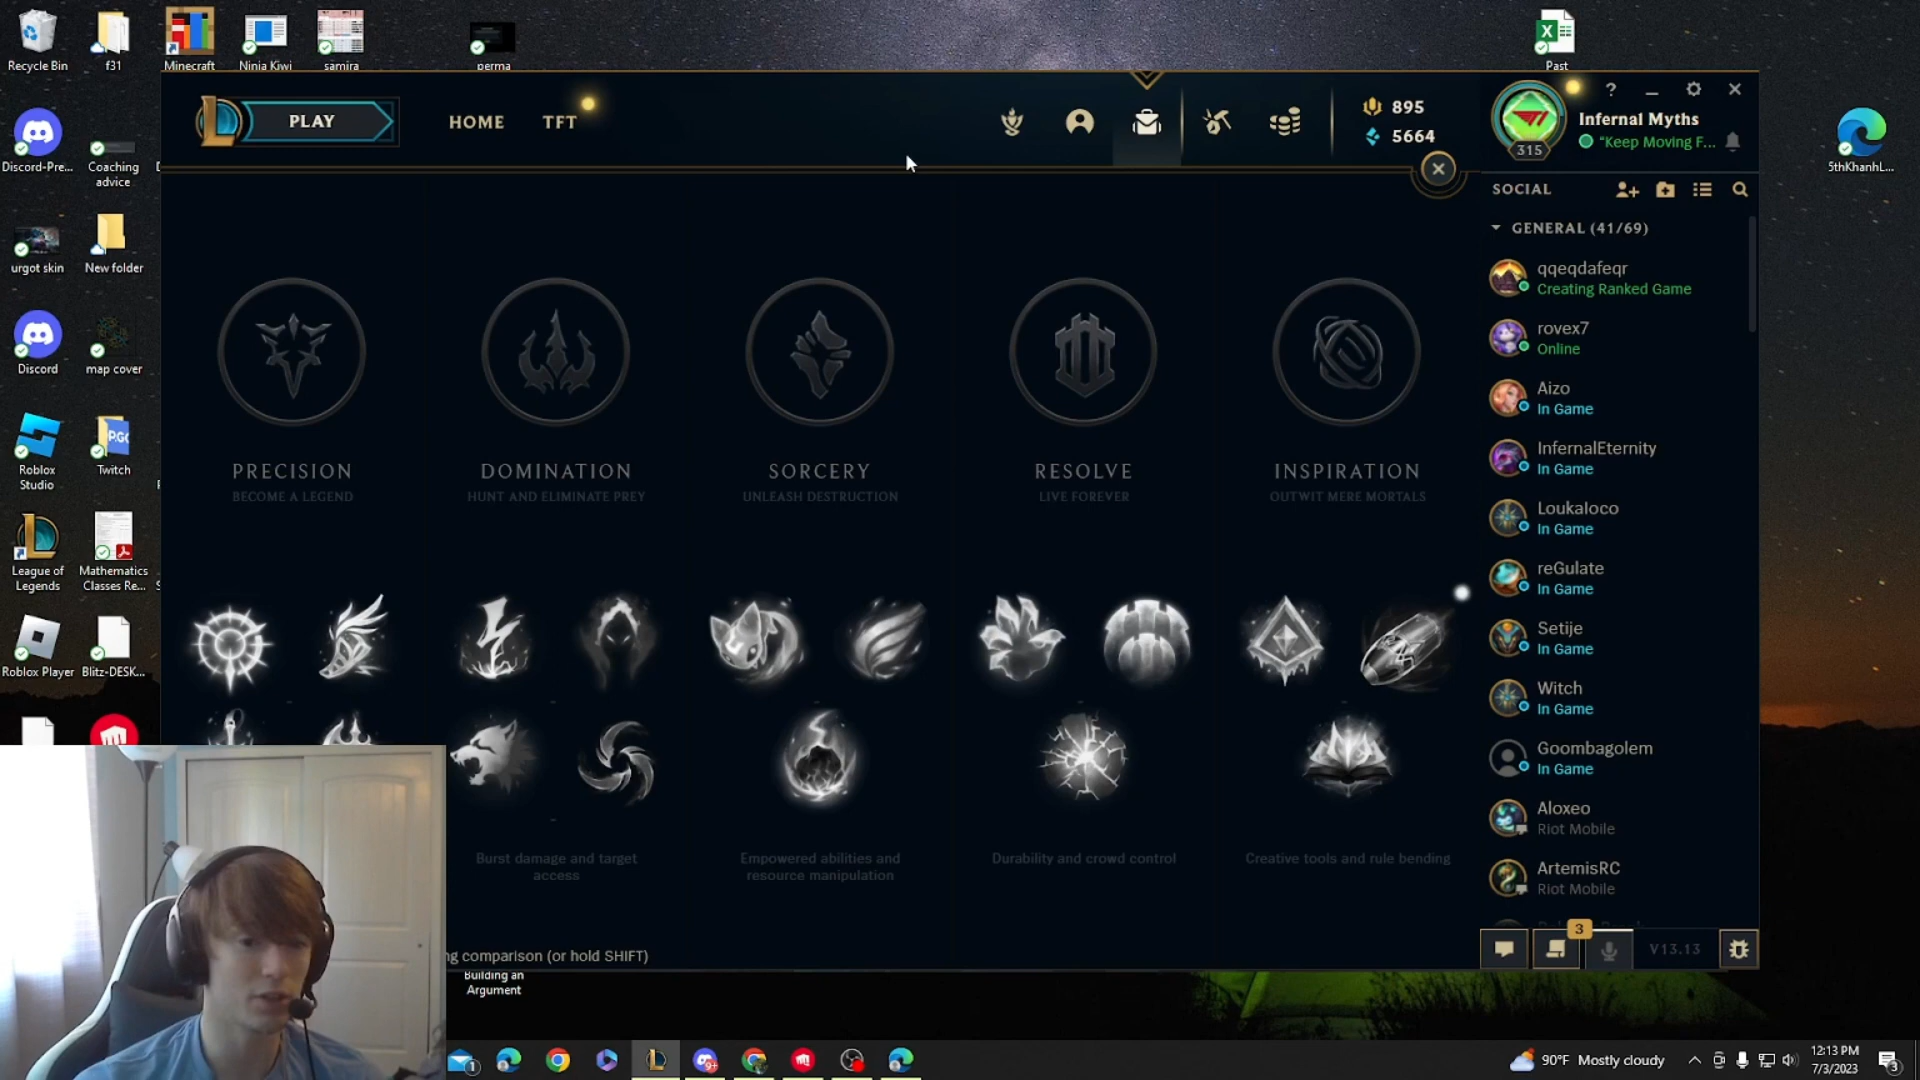 Recycle Bin
f31
Minecraft
Ninja Kiwi
samira
perma
Past
Discord-Pre...
Coaching
advice
urgot skin
New folder
Discord
map cover
Roblox
Studio
P.GG
Twitch
League of
Legends
Mathematics
Classes Re...
Roblox Player
Blitz-DESK...
5thKhanhL...
PLAY
HOME
TFT
895
5664
315
Infernal Myths
"Keep Moving F...
SOCIAL
GENERAL (41/69)
qqeqdafeqr
Creating Ranked Game
rovex7
Online
Aizo
In Game
InfernalEternity
In Game
Loukaloco
In Game
reGulate
In Game
Setije
In Game
Witch
In Game
Goombagolem
In Game
Aloxeo
Riot Mobile
ArtemisRC
Riot Mobile
3
V13.13
PRECISION
BECOME A LEGEND
DOMINATION
HUNT AND ELIMINATE PREY
SORCERY
UNLEASH DESTRUCTION
RESOLVE
LIVE FOREVER
INSPIRATION
OUTWIT MERE MORTALS
Burst damage and target
access
Empowered abilities and
resource manipulation
Durability and crowd control
Creative tools and rule bending
ng comparison (or hold SHIFT)
Building an
Argument
1
9+
90°F Mostly cloudy
12:13 PM
7/3/2023
3